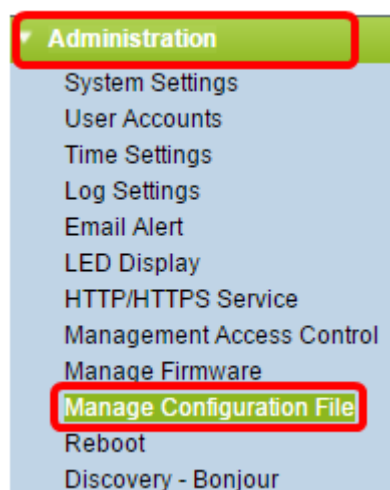 Administration
System Settings
User Accounts
Time Settings
Log Settings
Email Alert
LED Display
HTTP/HTTPS Service
Management Access Control
Manage Firmware
Manage Configuration File
Reboot
Discovery - Bonjour